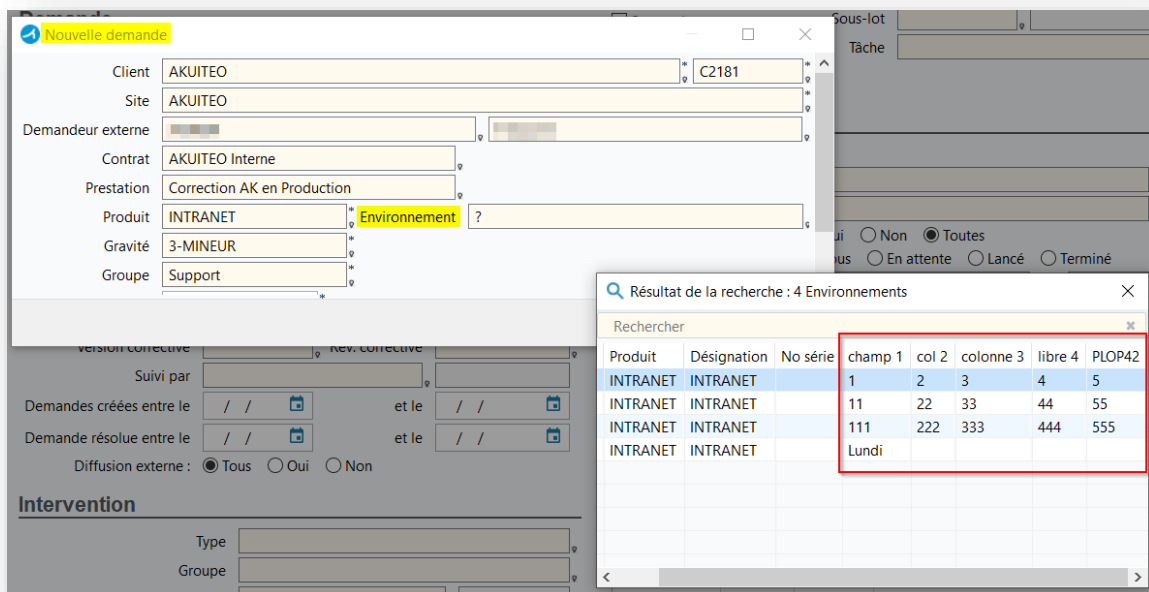 Nouvelle demande
Client AKUITEO * C2181 *
Site AKUITEO *
Demandeur externe
Contrat AKUITEO Interne
Prestation Correction AK en Production
Produit INTRANET * Environnement ?
Gravité 3-MINEUR *
Groupe Support *
*
Sous-lot
Tâche
Non Toutes
En attente Lancé Terminé
Version corrective Rev. corrective
Suivi par
Demandes créées entre le / / et le / /
Demande résolue entre le / / et le / /
Diffusion externe : Tous Oui Non
Intervention
Type
Groupe
Résultat de la recherche : 4 Environnements
Rechercher
Produit Désignation No série champ 1 col 2 colonne 3 libre 4 PLOP42
INTRANET INTRANET 1 2 3 4 5
INTRANET INTRANET 11 22 33 44 55
INTRANET INTRANET 111 222 333 444 555
INTRANET INTRANET Lundi